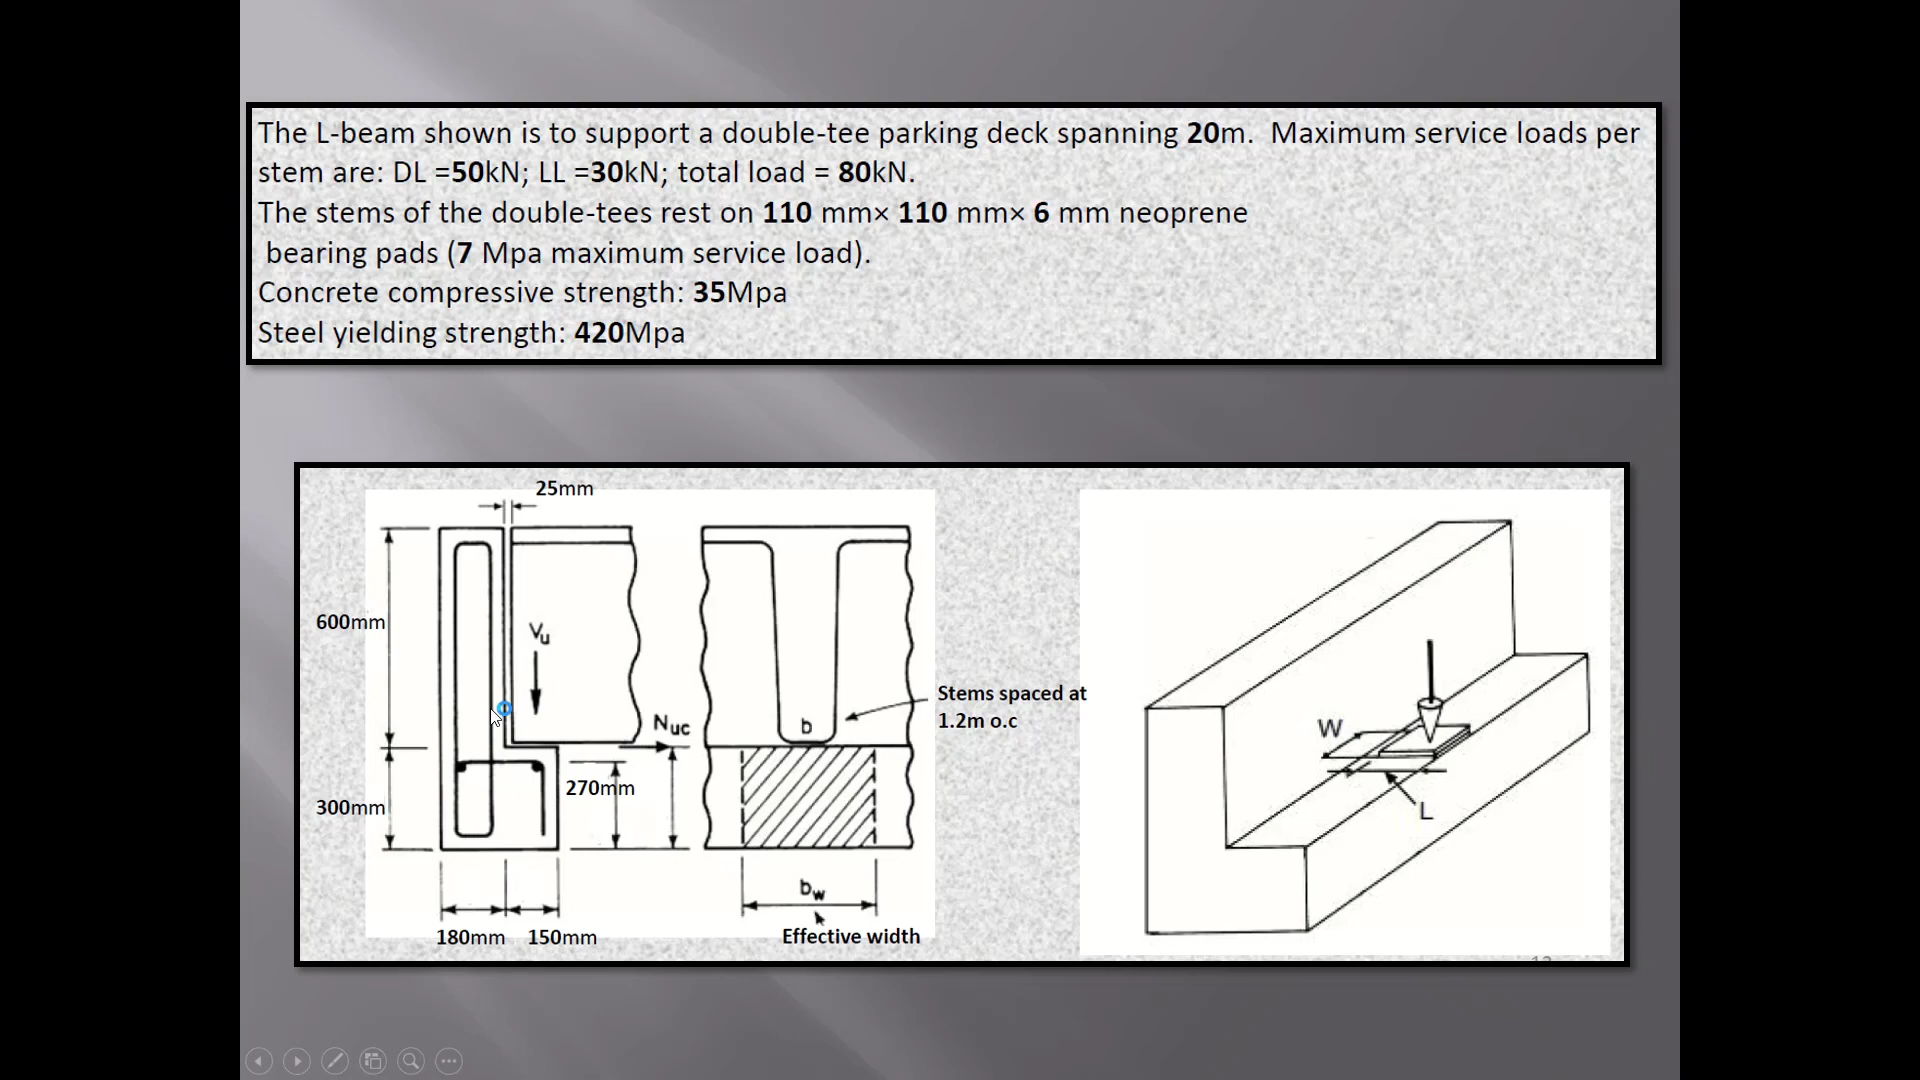 The L-beam shown is to support a double-tee parking deck spanning 20m. Maximum service loads per
stem are: DL =50kN; LL =30kN; total load = 80kN.
The stems of the double-tees rest on 110 mm× 110 mm× 6 mm neoprene
bearing pads (7 Mpa maximum service load).
Concrete compressive strength: 35Mpa
Steel yielding strength: 420Mpa
25mm
600mm
Vu
Nuc
b
Stems spaced at
1.2m o.c
W
270mm
300mm
L
bw
180mm
150mm
Effective width